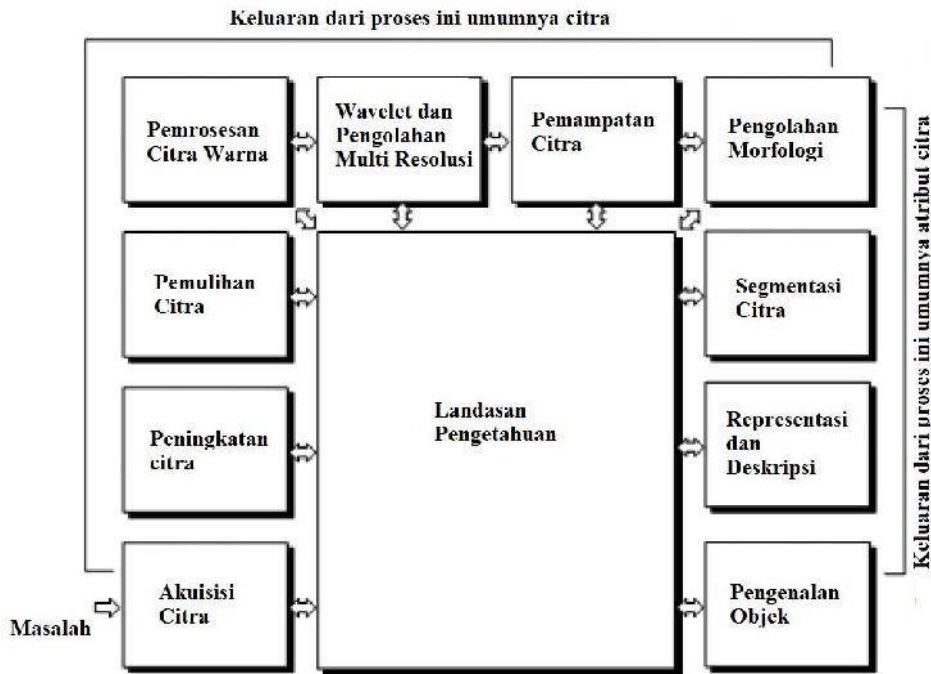 Keluaran dari proses ini umumnya citra
Pemrosesan
Citra Warna
Wavelet dan
Pengolahan
Multi Resolusi
Pemampatan
Citra
Pengolahan
Morfologi
Pemulihan
Citra
Segmentasi
Citra
Peningkatan
citra
Landasan
Pengetahuan
Representasi
dan
Deskripsi
Akuisisi
Citra
Pengenalan
Objek
Masalah
Keluaran dari proses ini umumnya atribut citra